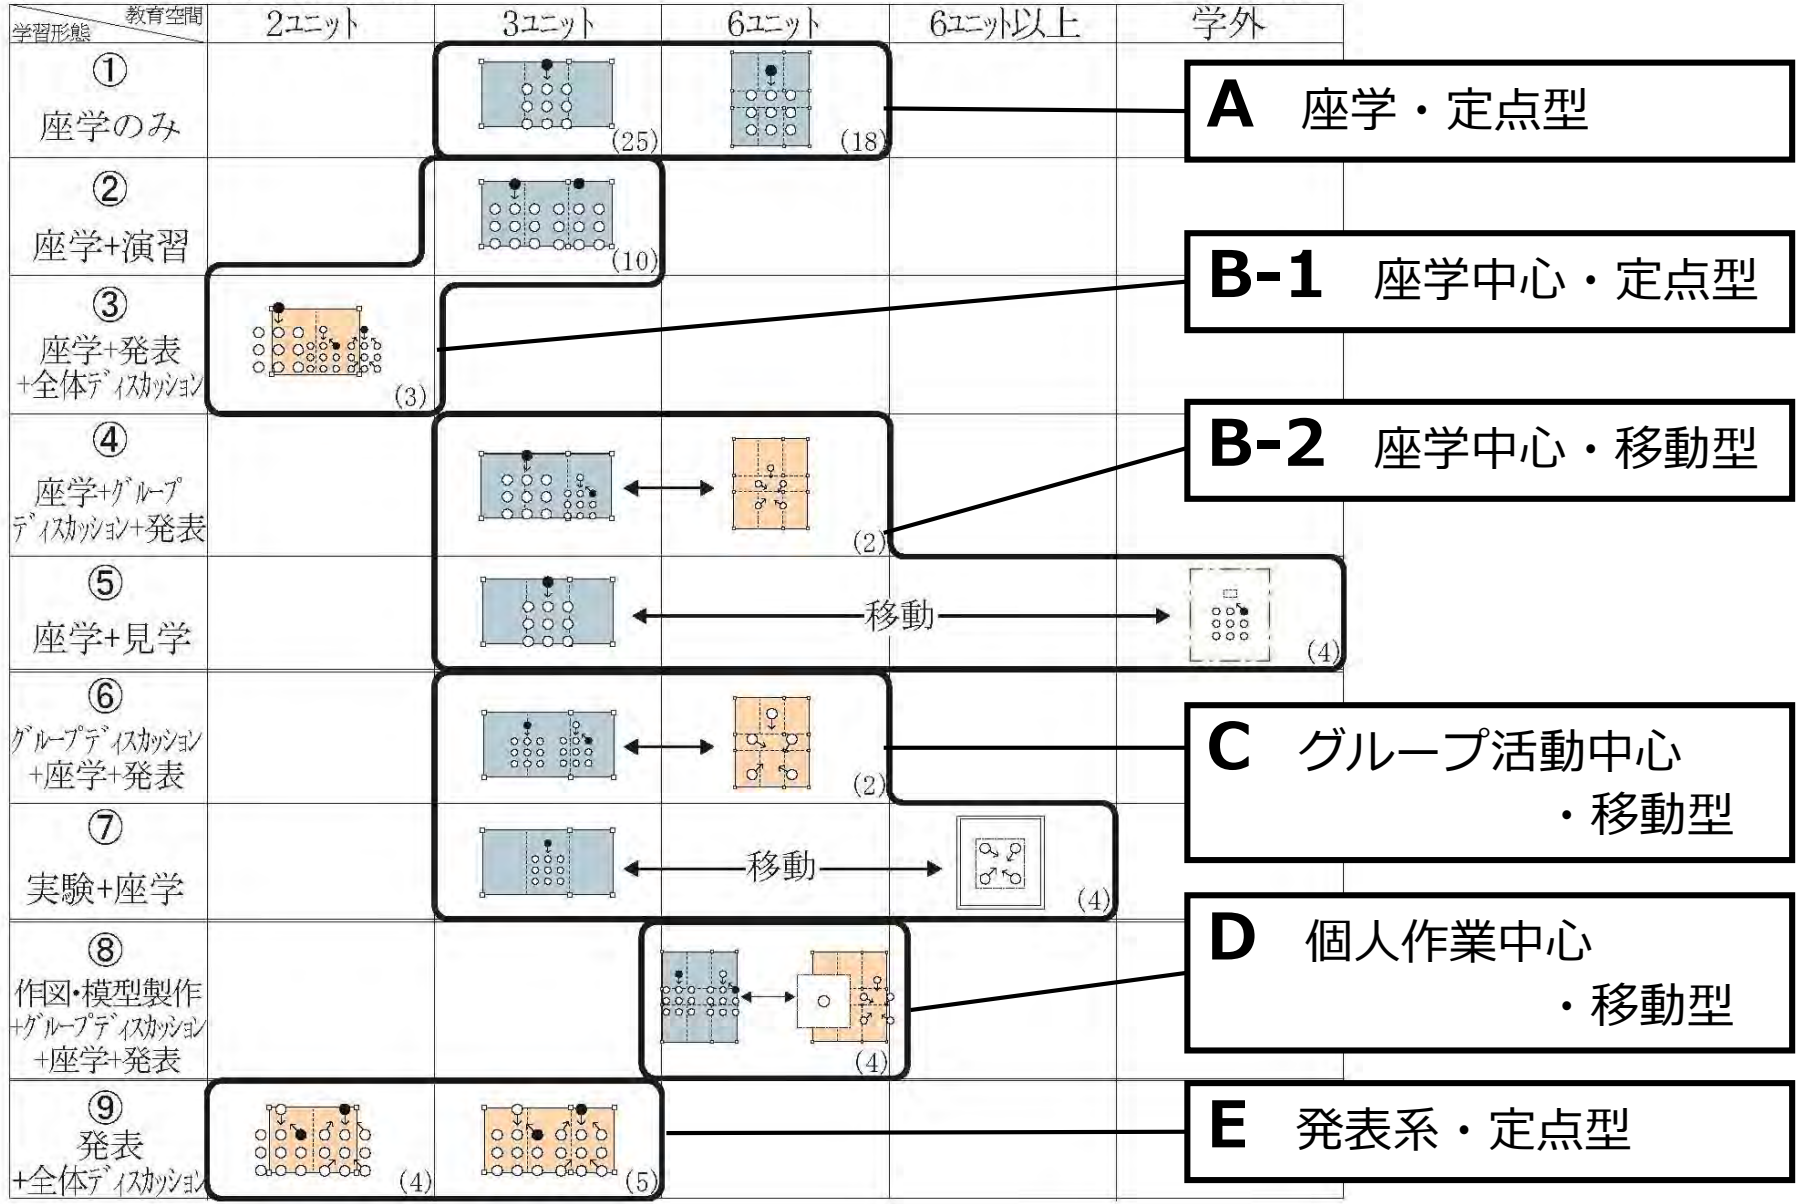 教育空間
学習形態
2ユニット
3ユニット
6ユニット
6ユニット以上
学外
①
座学のみ
(25)
(18)
A 座学・定点型
②
座学+演習
(10)
B-1 座学中心・定点型
③
座学+発表
+全体ディスカッション
(3)
④
座学+グループ
ディスカッション+発表
(2)
B-2 座学中心・移動型
⑤
座学+見学
移動
(4)
⑥
グループディスカッション
+座学+発表
(2)
C グループ活動中心
・移動型
⑦
実験+座学
移動
(4)
⑧
作図・模型製作
+グループディスカッション
+座学+発表
(4)
D 個人作業中心
・移動型
⑨
発表
+全体ディスカッション
(4)
(5)
E 発表系・定点型